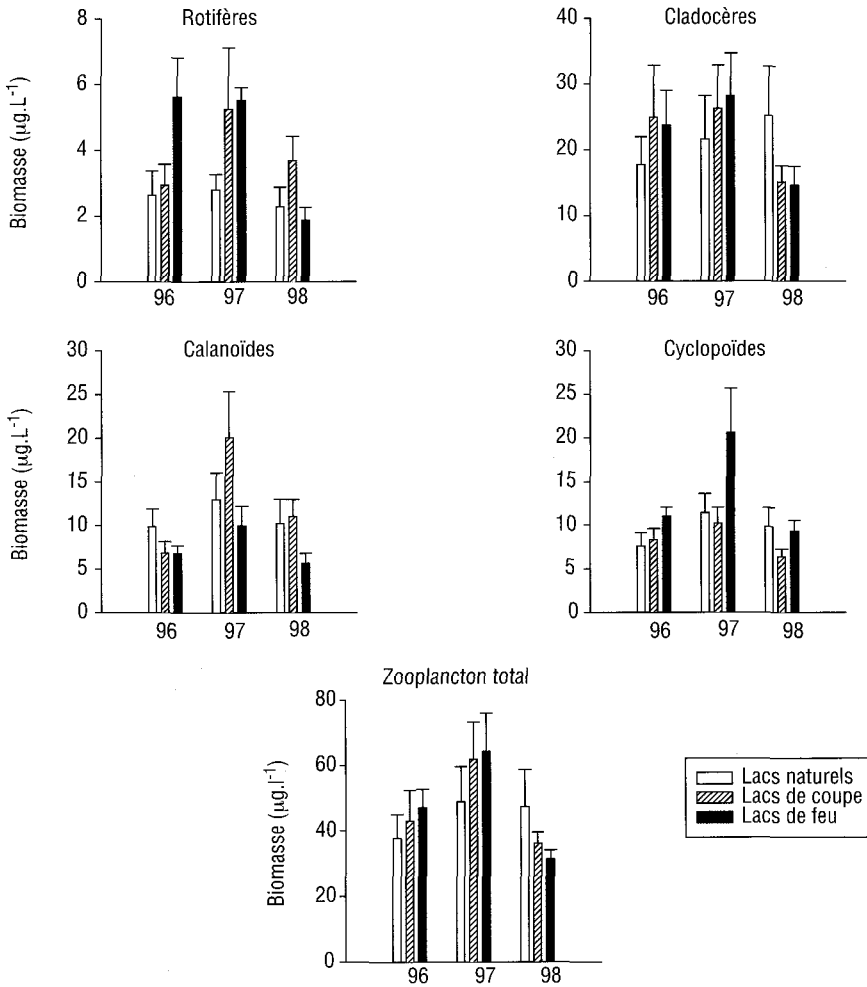 Rotifères
Biomasse (µg.L⁻¹)
8
6
4
2
0
96 97 98
Cladocères
40
30
20
10
0
96 97 98
Calanoïdes
Biomasse (µg.L⁻¹)
30
25
20
15
10
5
0
96 97 98
Cyclopoïdes
30
25
20
15
10
5
0
96 97 98
Zooplancton total
Biomasse (µg.l⁻¹)
80
60
40
20
0
96 97 98
Lacs naturels
Lacs de coupe
Lacs de feu